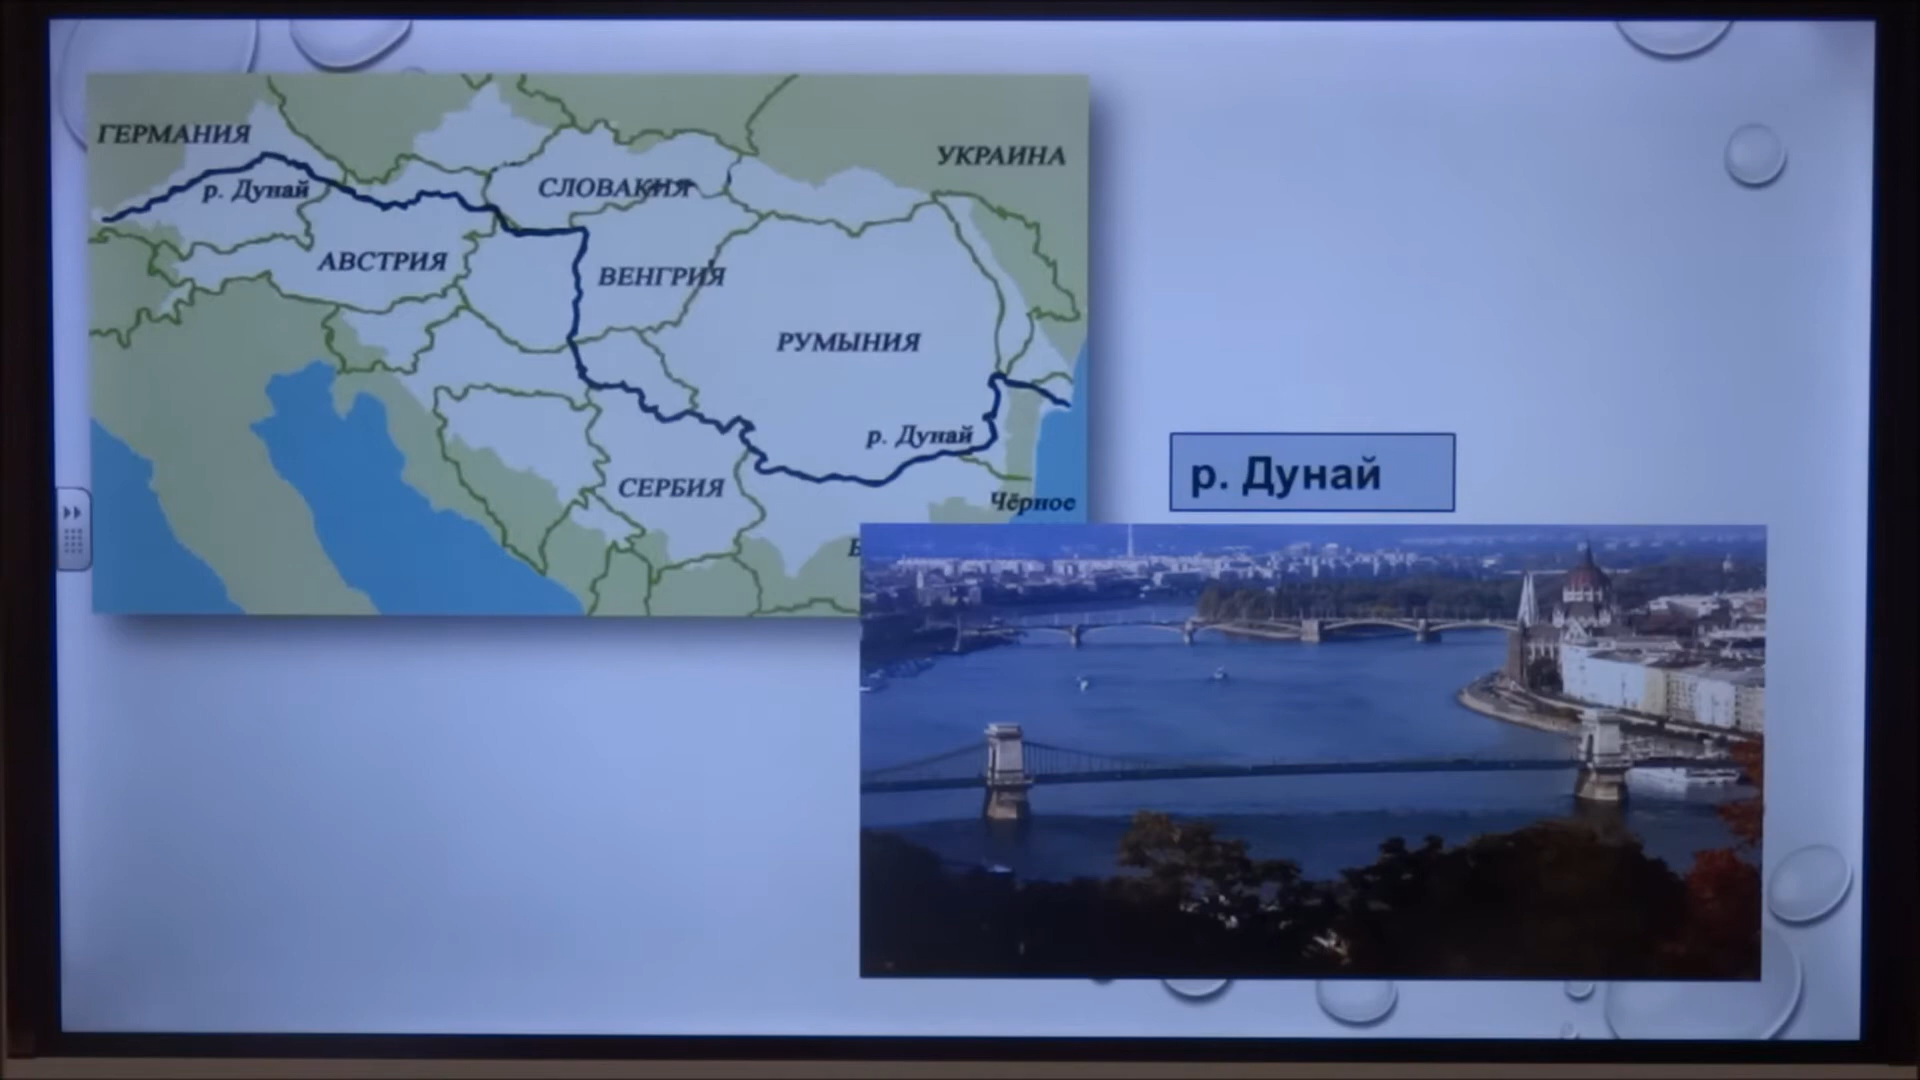 ГЕРМАНИЯ
УКРАИНА
р. Дунай
СЛОВАКИЯ
АВСТРИЯ
ВЕНГРИЯ
РУМЫНИЯ
р. Дунай
СЕРБИЯ
Чёрное
р. Дунай